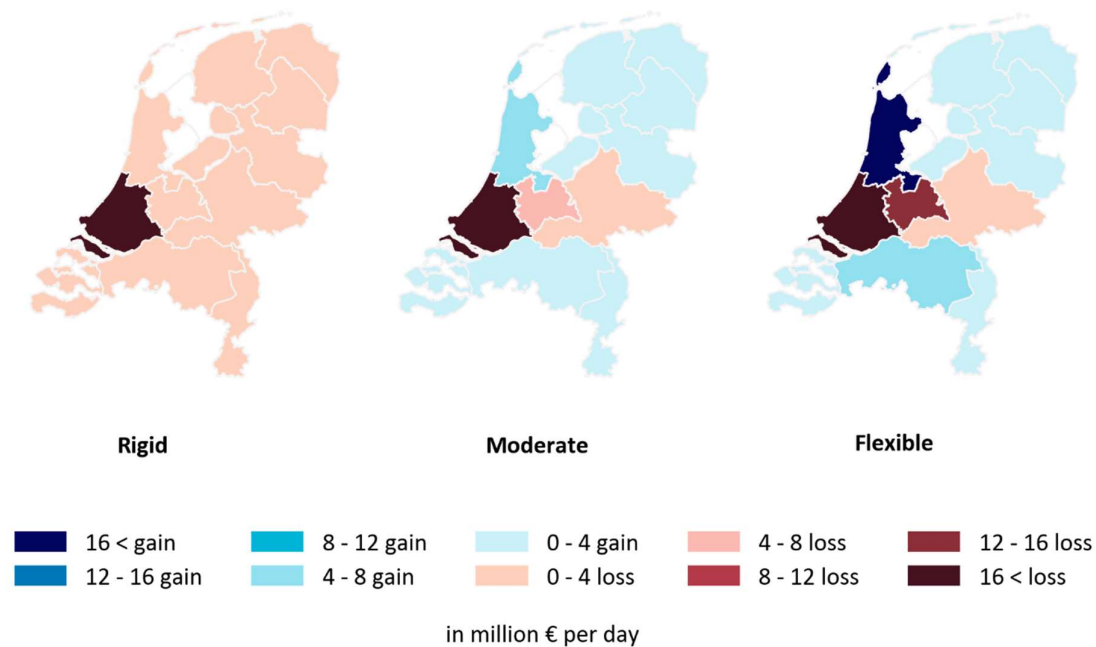 Rigid Moderate Flexible
16 < gain 8 - 12 gain 0 - 4 gain 4 - 8 loss 12 - 16 loss
12 - 16 gain 4 - 8 gain 0 - 4 loss 8 - 12 loss 16 < loss
in million € per day